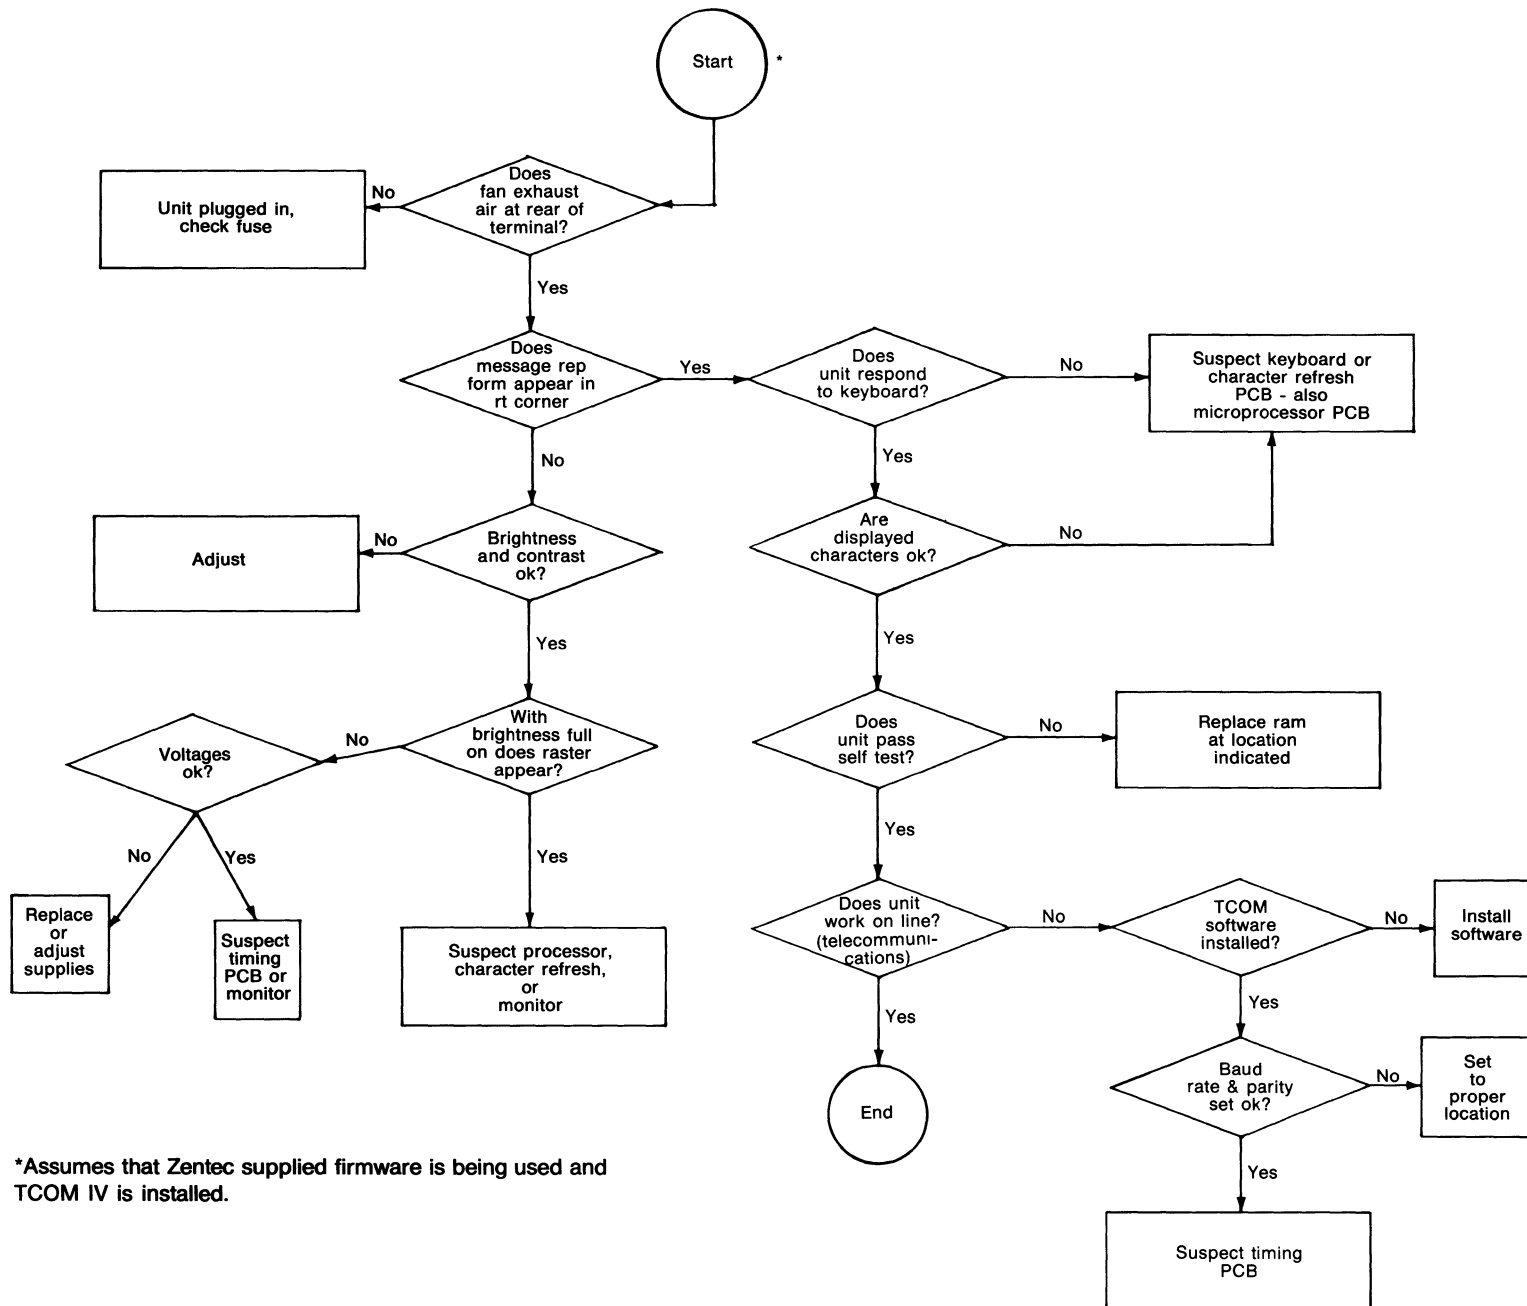 Start
*
Does
fan exhaust
air at rear of
terminal?
No
Unit plugged in,
check fuse
Yes
Does
message rep
form appear in
rt corner
Yes
Does
unit respond
to keyboard?
No
Suspect keyboard or
character refresh
PCB - also
microprocessor PCB
No
Yes
Brightness
and contrast
ok?
No
Adjust
Are
displayed
characters ok?
No
Yes
Yes
With
brightness full
on does raster
appear?
No
Voltages
ok?
Does
unit pass
self test?
No
Replace ram
at location
indicated
No
Yes
Yes
Yes
Replace
or
adjust
supplies
Suspect
timing
PCB or
monitor
Suspect processor,
character refresh,
or
monitor
Does unit
work on line?
(telecommuni-
cations)
No
TCOM
software
installed?
No
Install
software
Yes
Yes
End
Baud
rate & parity
set ok?
No
Set
to
proper
location
Yes
Suspect timing
PCB
*Assumes that Zentec supplied firmware is being used and
TCOM IV is installed.